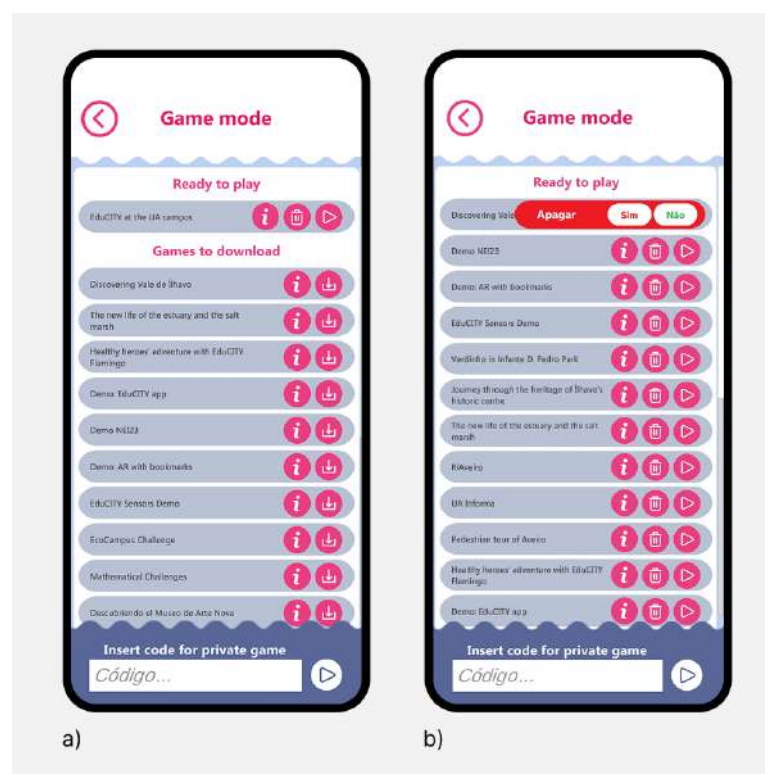 Game mode
Ready to play
EduCITY at the UA campus
Games to download
Discovering Vale de Ílhavo
The new life of the estuary and the salt
marsh
Healthy heroes' adventure with EduCITY
Flamingo
Demo: EduCITY app
Demo NEI23
Demo: AR with bookmarks
EduCITY Sensors Demo
EcoCampus Challenge
Mathematical Challenges
Descubriendo el Museo de Arte Nova
Insert code for private game
Código...
a)
Game mode
Ready to play
Discovering Vale
Apagar Sim Não
Demo NEI23
Demo: AR with bookmarks
EduCITY Sensors Demo
Verdinho in Infante D. Pedro Park
Journey through the heritage of Ílhavo's
historic centre
The new life of the estuary and the salt
marsh
RiAveiro
UA Informa
Pedestrian tour of Aveiro
Healthy heroes' adventure with EduCITY
Flamingo
Demo: EduCITY app
Insert code for private game
Código...
b)